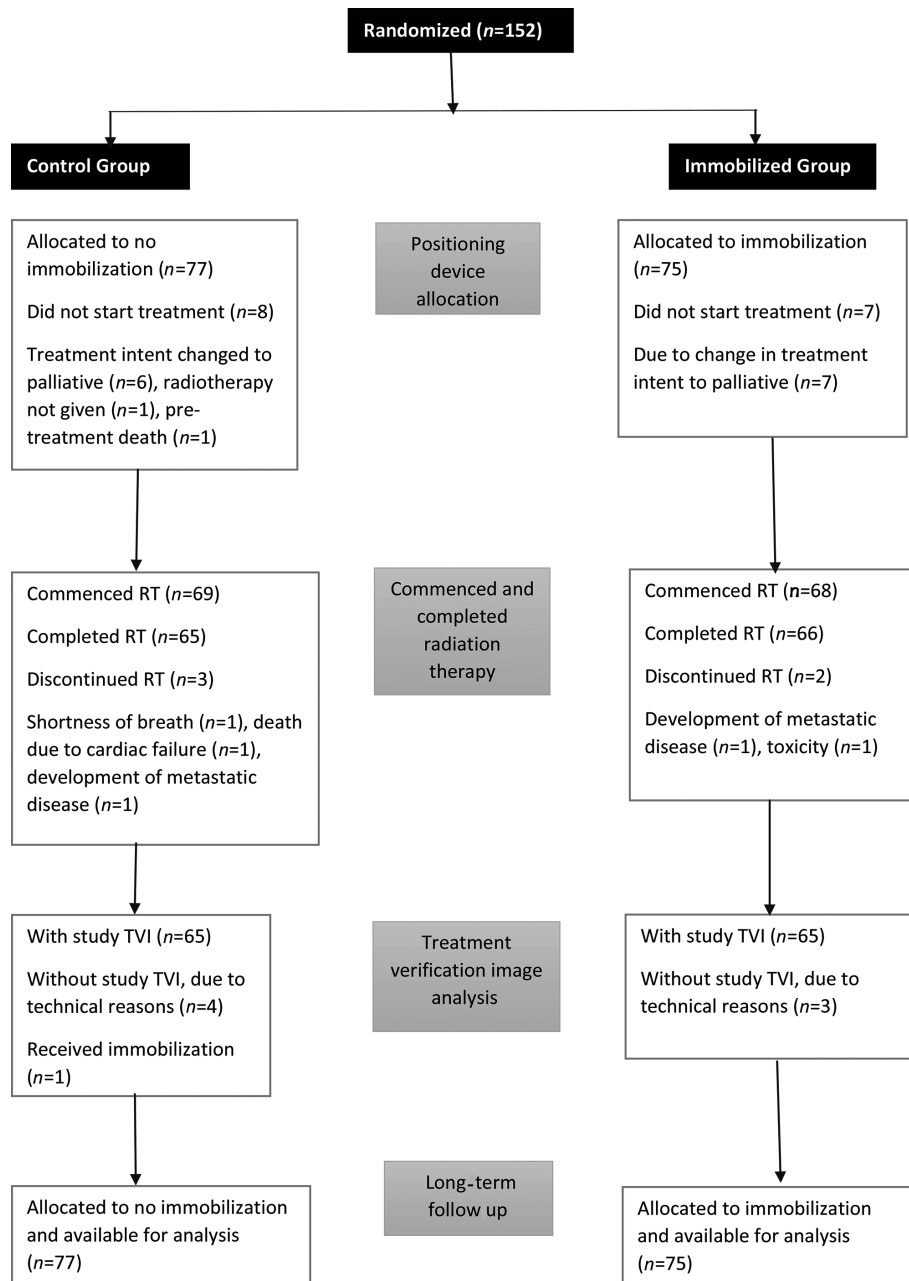 Randomized (n=152)
Control Group
Immobilized Group
Allocated to no
immobilization (n=77)
Did not start treatment (n=8)
Treatment intent changed to
palliative (n=6), radiotherapy
not given (n=1), pre-
treatment death (n=1)
Positioning
device
allocation
Allocated to immobilization
(n=75)
Did not start treatment (n=7)
Due to change in treatment
intent to palliative (n=7)
Commenced RT (n=69)
Completed RT (n=65)
Discontinued RT (n=3)
Shortness of breath (n=1), death
due to cardiac failure (n=1),
development of metastatic
disease (n=1)
Commenced and
completed
radiation
therapy
Commenced RT (n=68)
Completed RT (n=66)
Discontinued RT (n=2)
Development of metastatic
disease (n=1), toxicity (n=1)
With study TVI (n=65)
Without study TVI, due to
technical reasons (n=4)
Received immobilization
(n=1)
Treatment
verification image
analysis
With study TVI (n=65)
Without study TVI, due to
technical reasons (n=3)
Allocated to no immobilization
and available for analysis
(n=77)
Long-term
follow up
Allocated to immobilization
and available for analysis
(n=75)